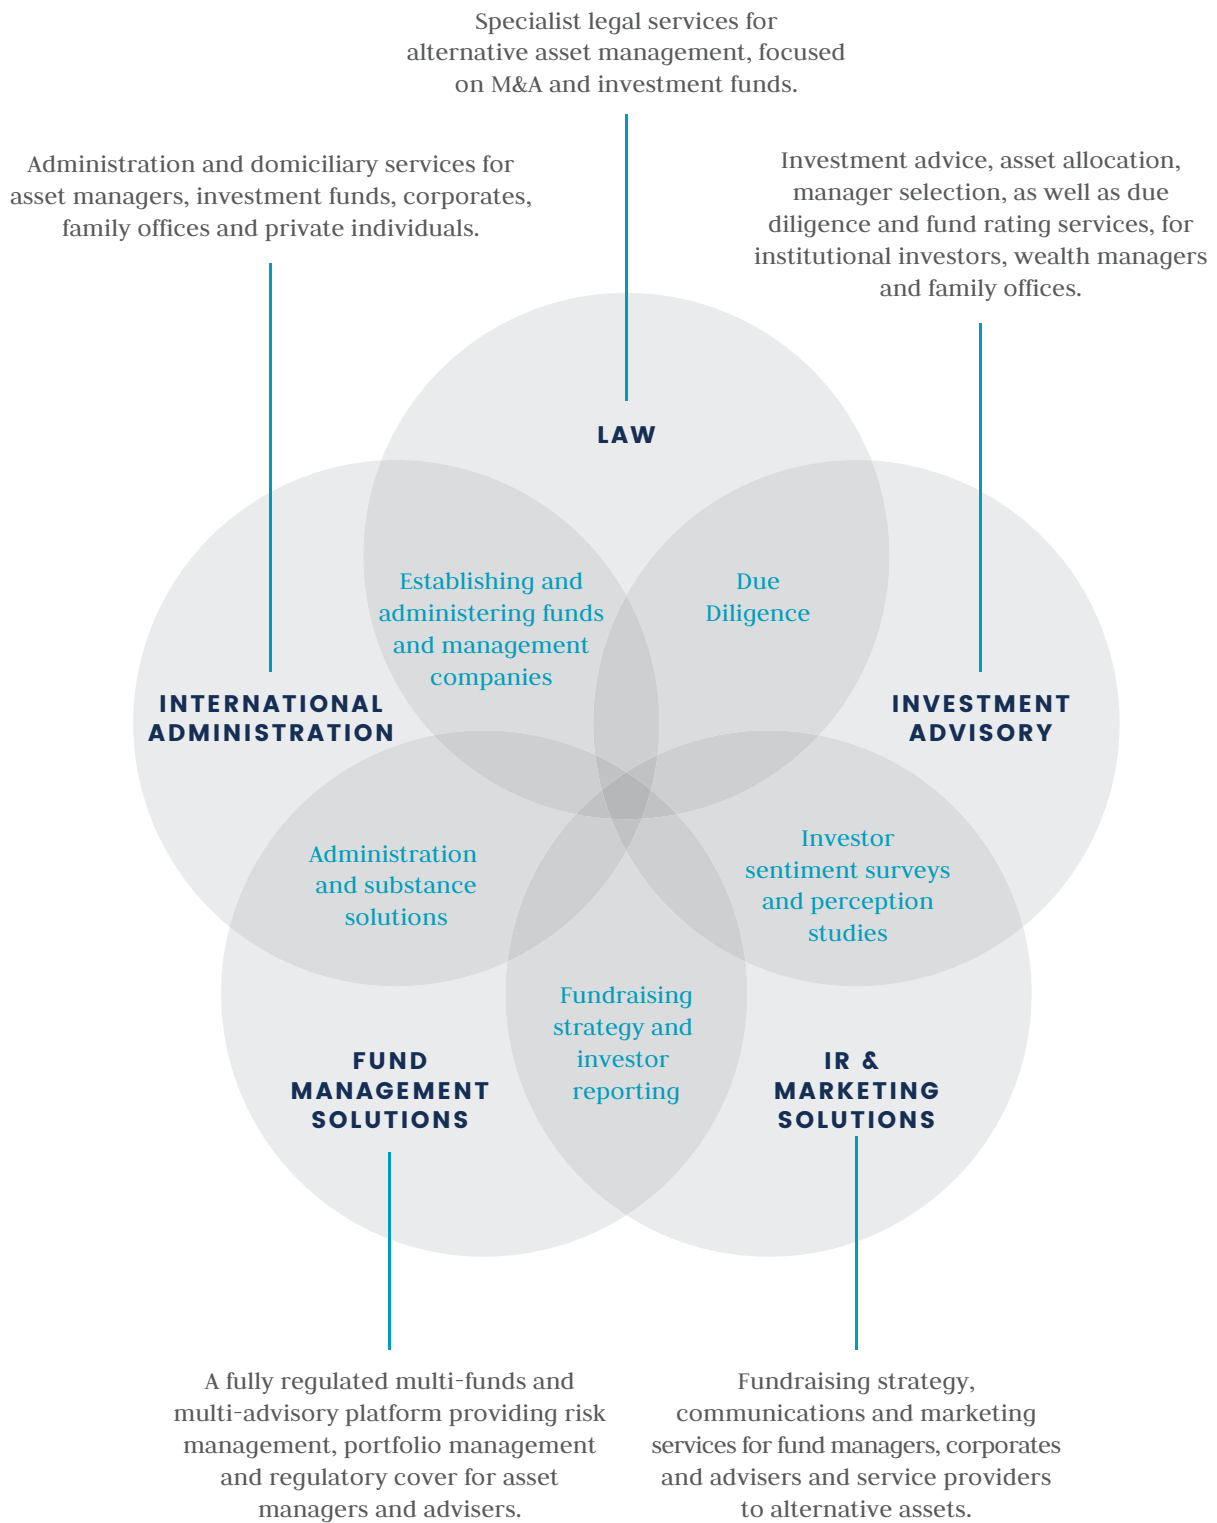 Specialist legal services for
alternative asset management, focused
on M&A and investment funds.
Administration and domiciliary services for
asset managers, investment funds, corporates,
family offices and private individuals.
Investment advice, asset allocation,
manager selection, as well as due
diligence and fund rating services, for
institutional investors, wealth managers
and family offices.
LAW
Establishing and
administering funds
and management
companies
Due
Diligence
INTERNATIONAL
ADMINISTRATION
INVESTMENT
ADVISORY
Administration
and substance
solutions
Investor
sentiment surveys
and perception
studies
Fundraising
strategy and
investor
reporting
FUND
MANAGEMENT
SOLUTIONS
IR &
MARKETING
SOLUTIONS
A fully regulated multi-funds and
multi-advisory platform providing risk
management, portfolio management
and regulatory cover for asset
managers and advisers.
Fundraising strategy,
communications and marketing
services for fund managers, corporates
and advisers and service providers
to alternative assets.